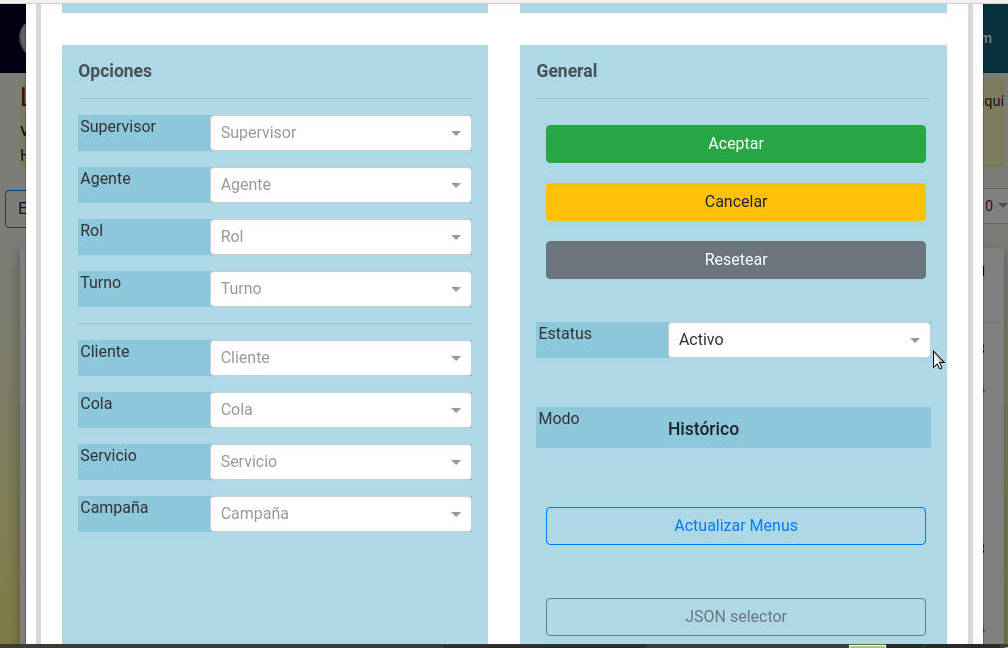 Opciones
Supervisor
Supervisor
Agente
Agente
Rol
Rol
Turno
Turno
Cliente
Cliente
Cola
Cola
Servicio
Servicio
Campaña
Campaña
General
Aceptar
Cancelar
Resetear
Estatus
Activo
Modo
Histórico
Actualizar Menus
JSON selector